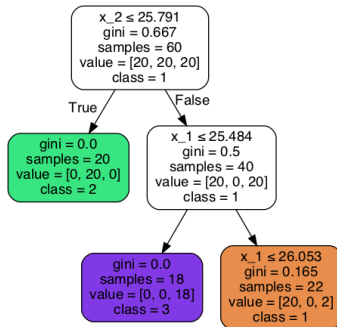 x_2 ≤ 25.791
gini = 0.667
samples = 60
value = [20, 20, 20]
class = 1
True
False
gini = 0.0
samples = 20
value = [0, 20, 0]
class = 2
x_1 ≤ 25.484
gini = 0.5
samples = 40
value = [20, 0, 20]
class = 1
gini = 0.0
samples = 18
value = [0, 0, 18]
class = 3
x_1 ≤ 26.053
gini = 0.165
samples = 22
value = [20, 0, 2]
class = 1